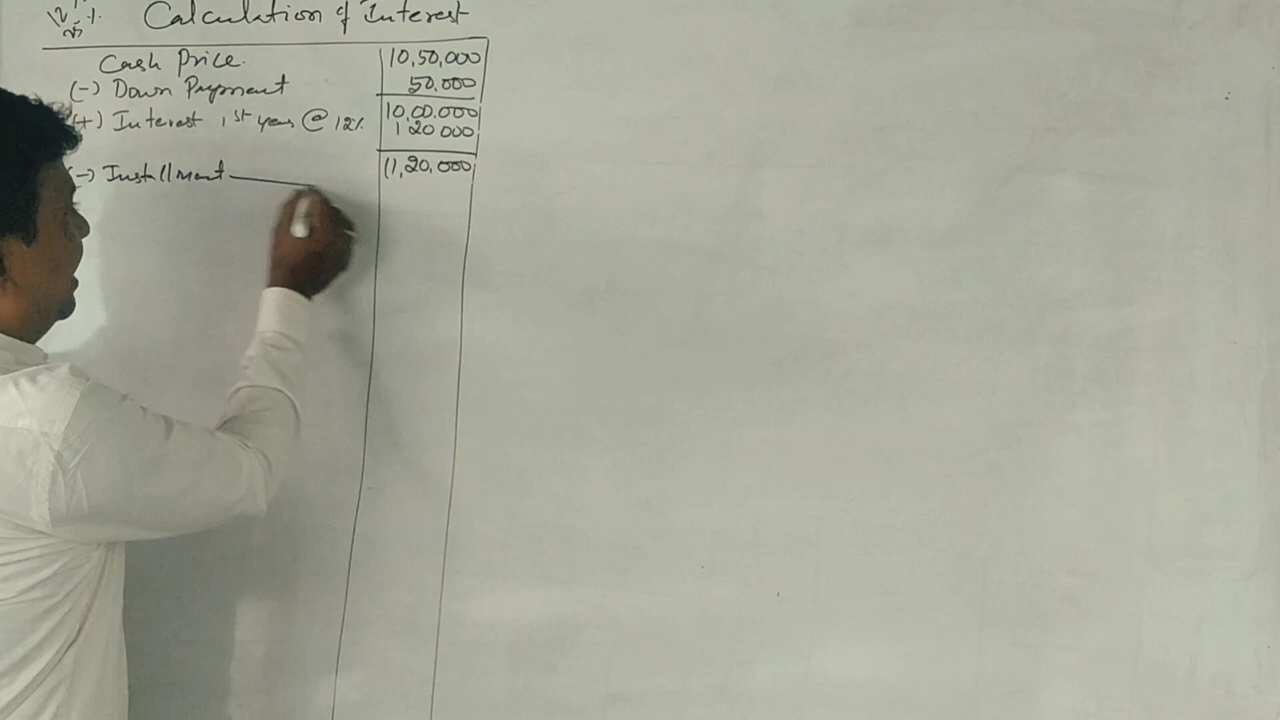 Calculation of Interest
Cash Price. 10,50,000
(-) Down Payment 50,000
10,00,000
(+) Interest 1st year @ 12% 1 20 000
11,20,000
(-) Installment